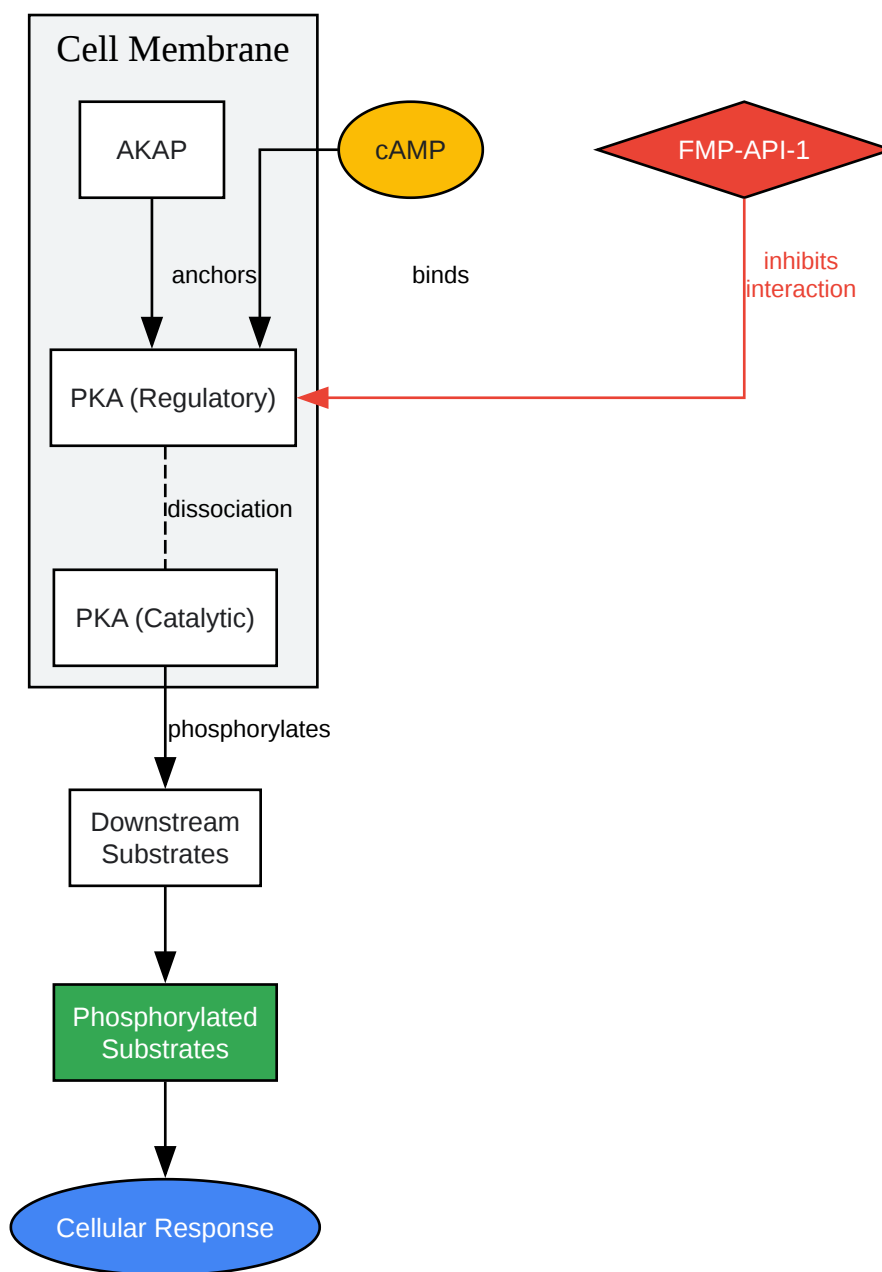 Cell Membrane
AKAP
cAMP
FMP-API-1
anchors
binds
inhibits
interaction
PKA (Regulatory)
dissociation
PKA (Catalytic)
phosphorylates
Downstream
Substrates
Phosphorylated
Substrates
Cellular Response